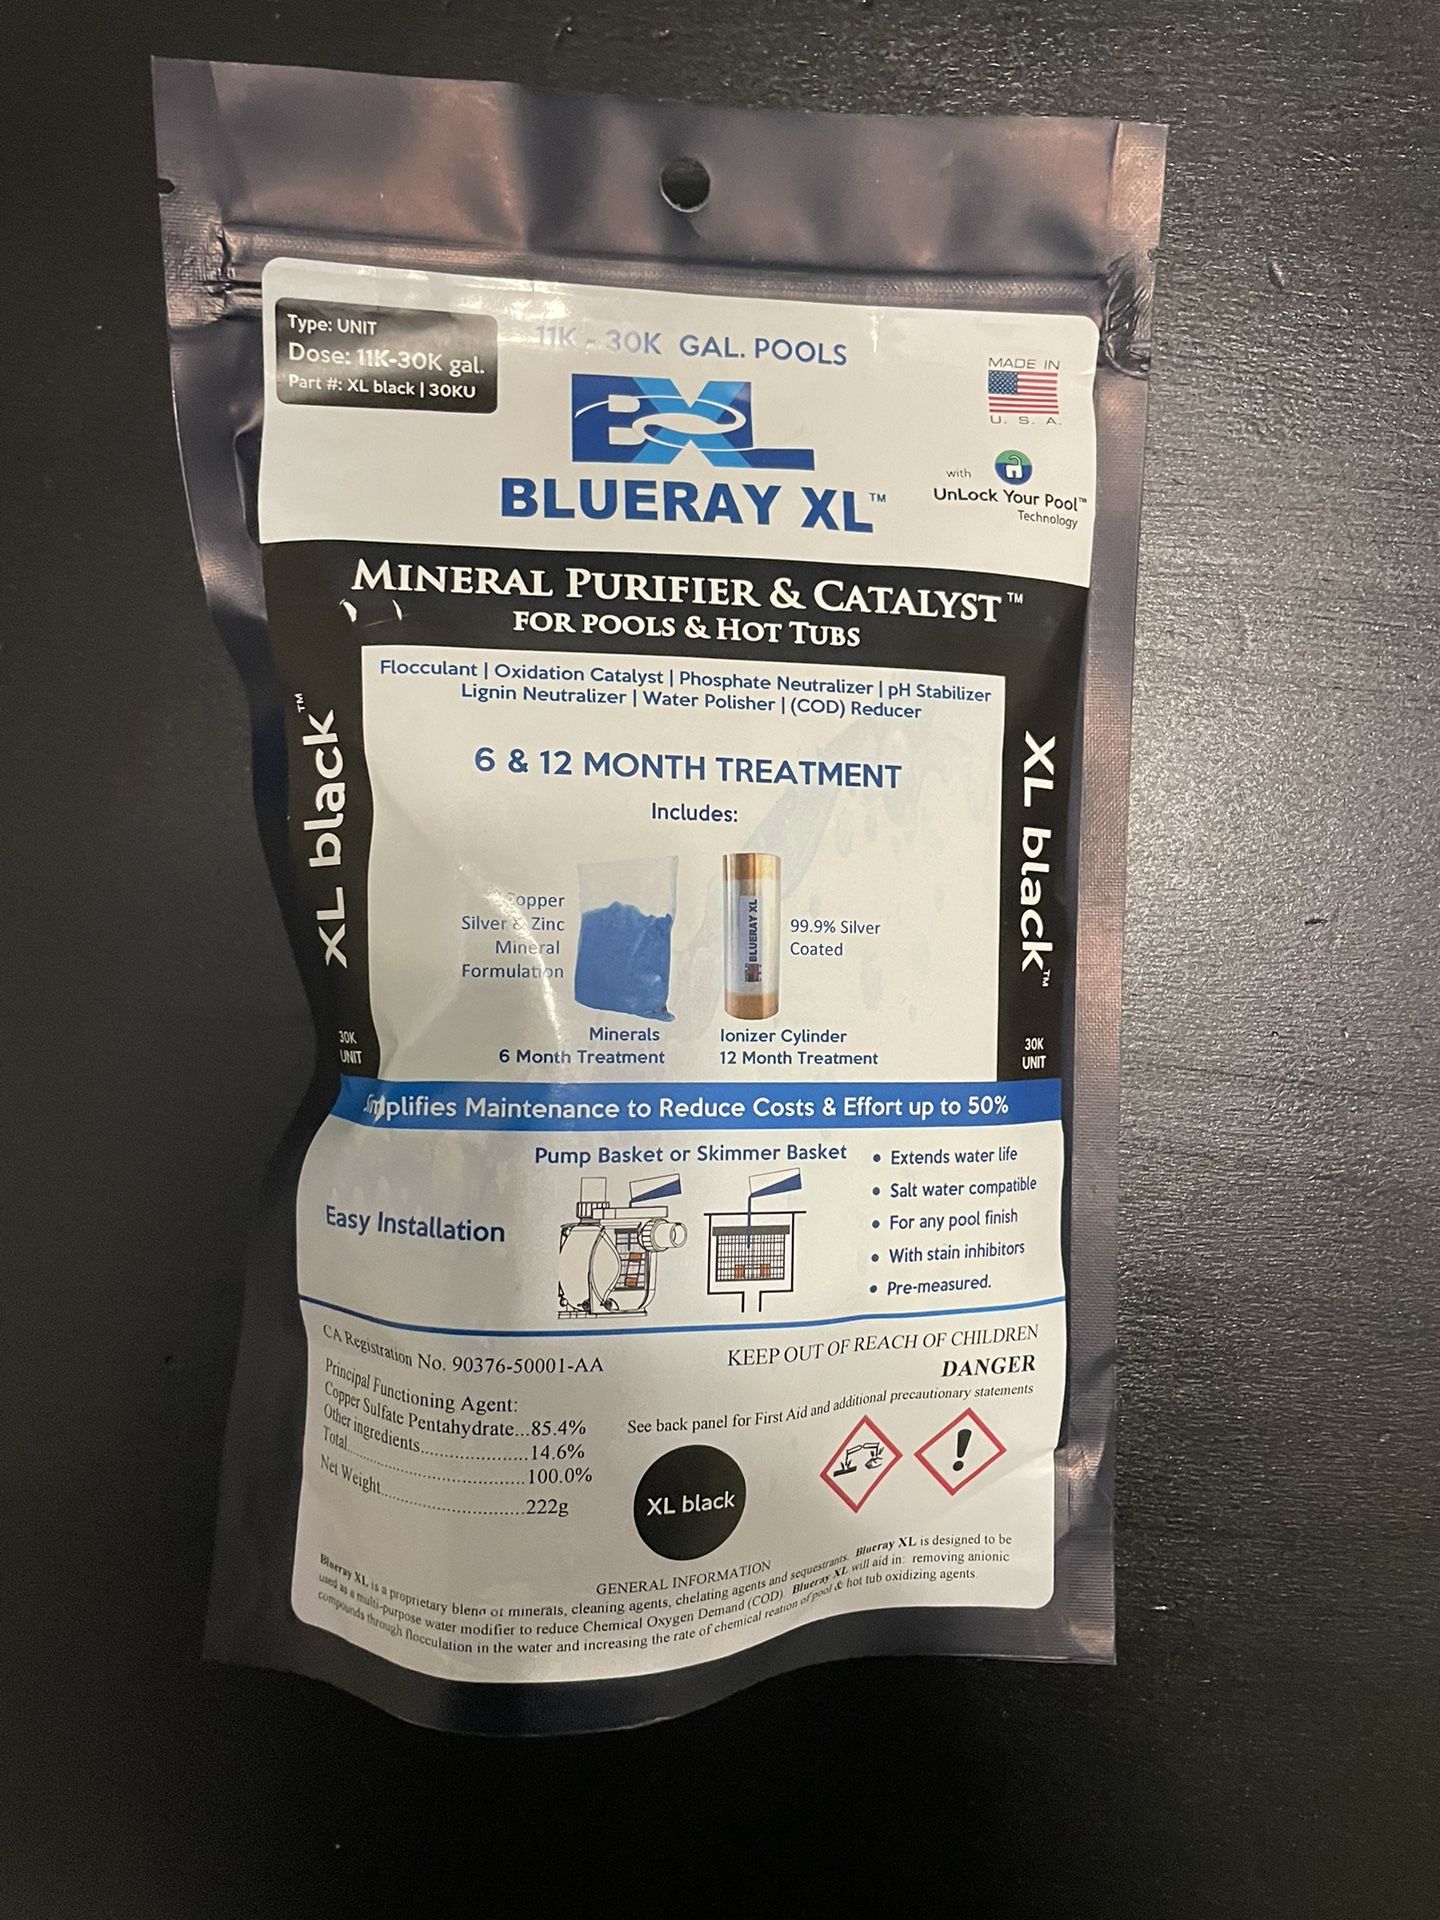 Type: UNIT
Dose: 11K-30K gal.
Part #: XL black | 30KU
11K - 30K GAL. POOLS
MADE IN
U. S. A.
BXL
BLUERAY XL™
with
UnLock Your Pool™
Technology
MINERAL PURIFIER & CATALYST™
FOR POOLS & HOT TUBS
Flocculant | Oxidation Catalyst | Phosphate Neutralizer | pH Stabilizer
Lignin Neutralizer | Water Polisher | (COD) Reducer
XL black™
30K
UNIT
6 & 12 MONTH TREATMENT
Includes:
Copper
Silver & Zinc
Mineral
Formulation
BLUERAY XL
99.9% Silver
Coated
Minerals
6 Month Treatment
Ionizer Cylinder
12 Month Treatment
XL black™
30K
UNIT
Simplifies Maintenance to Reduce Costs & Effort up to 50%
Easy Installation
Pump Basket or Skimmer Basket
• Extends water life
• Salt water compatible
• For any pool finish
• With stain inhibitors
• Pre-measured.
CA Registration No. 90376-50001-AA
Principal Functioning Agent:
Copper Sulfate Pentahydrate...85.4%
Other ingredients....................14.6%
Total.................................100.0%
Net Weight..........................222g
KEEP OUT OF REACH OF CHILDREN
DANGER
See back panel for First Aid and additional precautionary statements
XL black
GENERAL INFORMATION
Blueray XL is a proprietary blend of minerals, cleaning agents, chelating agents and sequestrants. Blueray XL is designed to be
used as a multi-purpose water modifier to reduce Chemical Oxygen Demand (COD). Blueray XL will aid in: removing anionic
compounds through flocculation in the water and increasing the rate of chemical reation of pool & hot tub oxidizing agents.